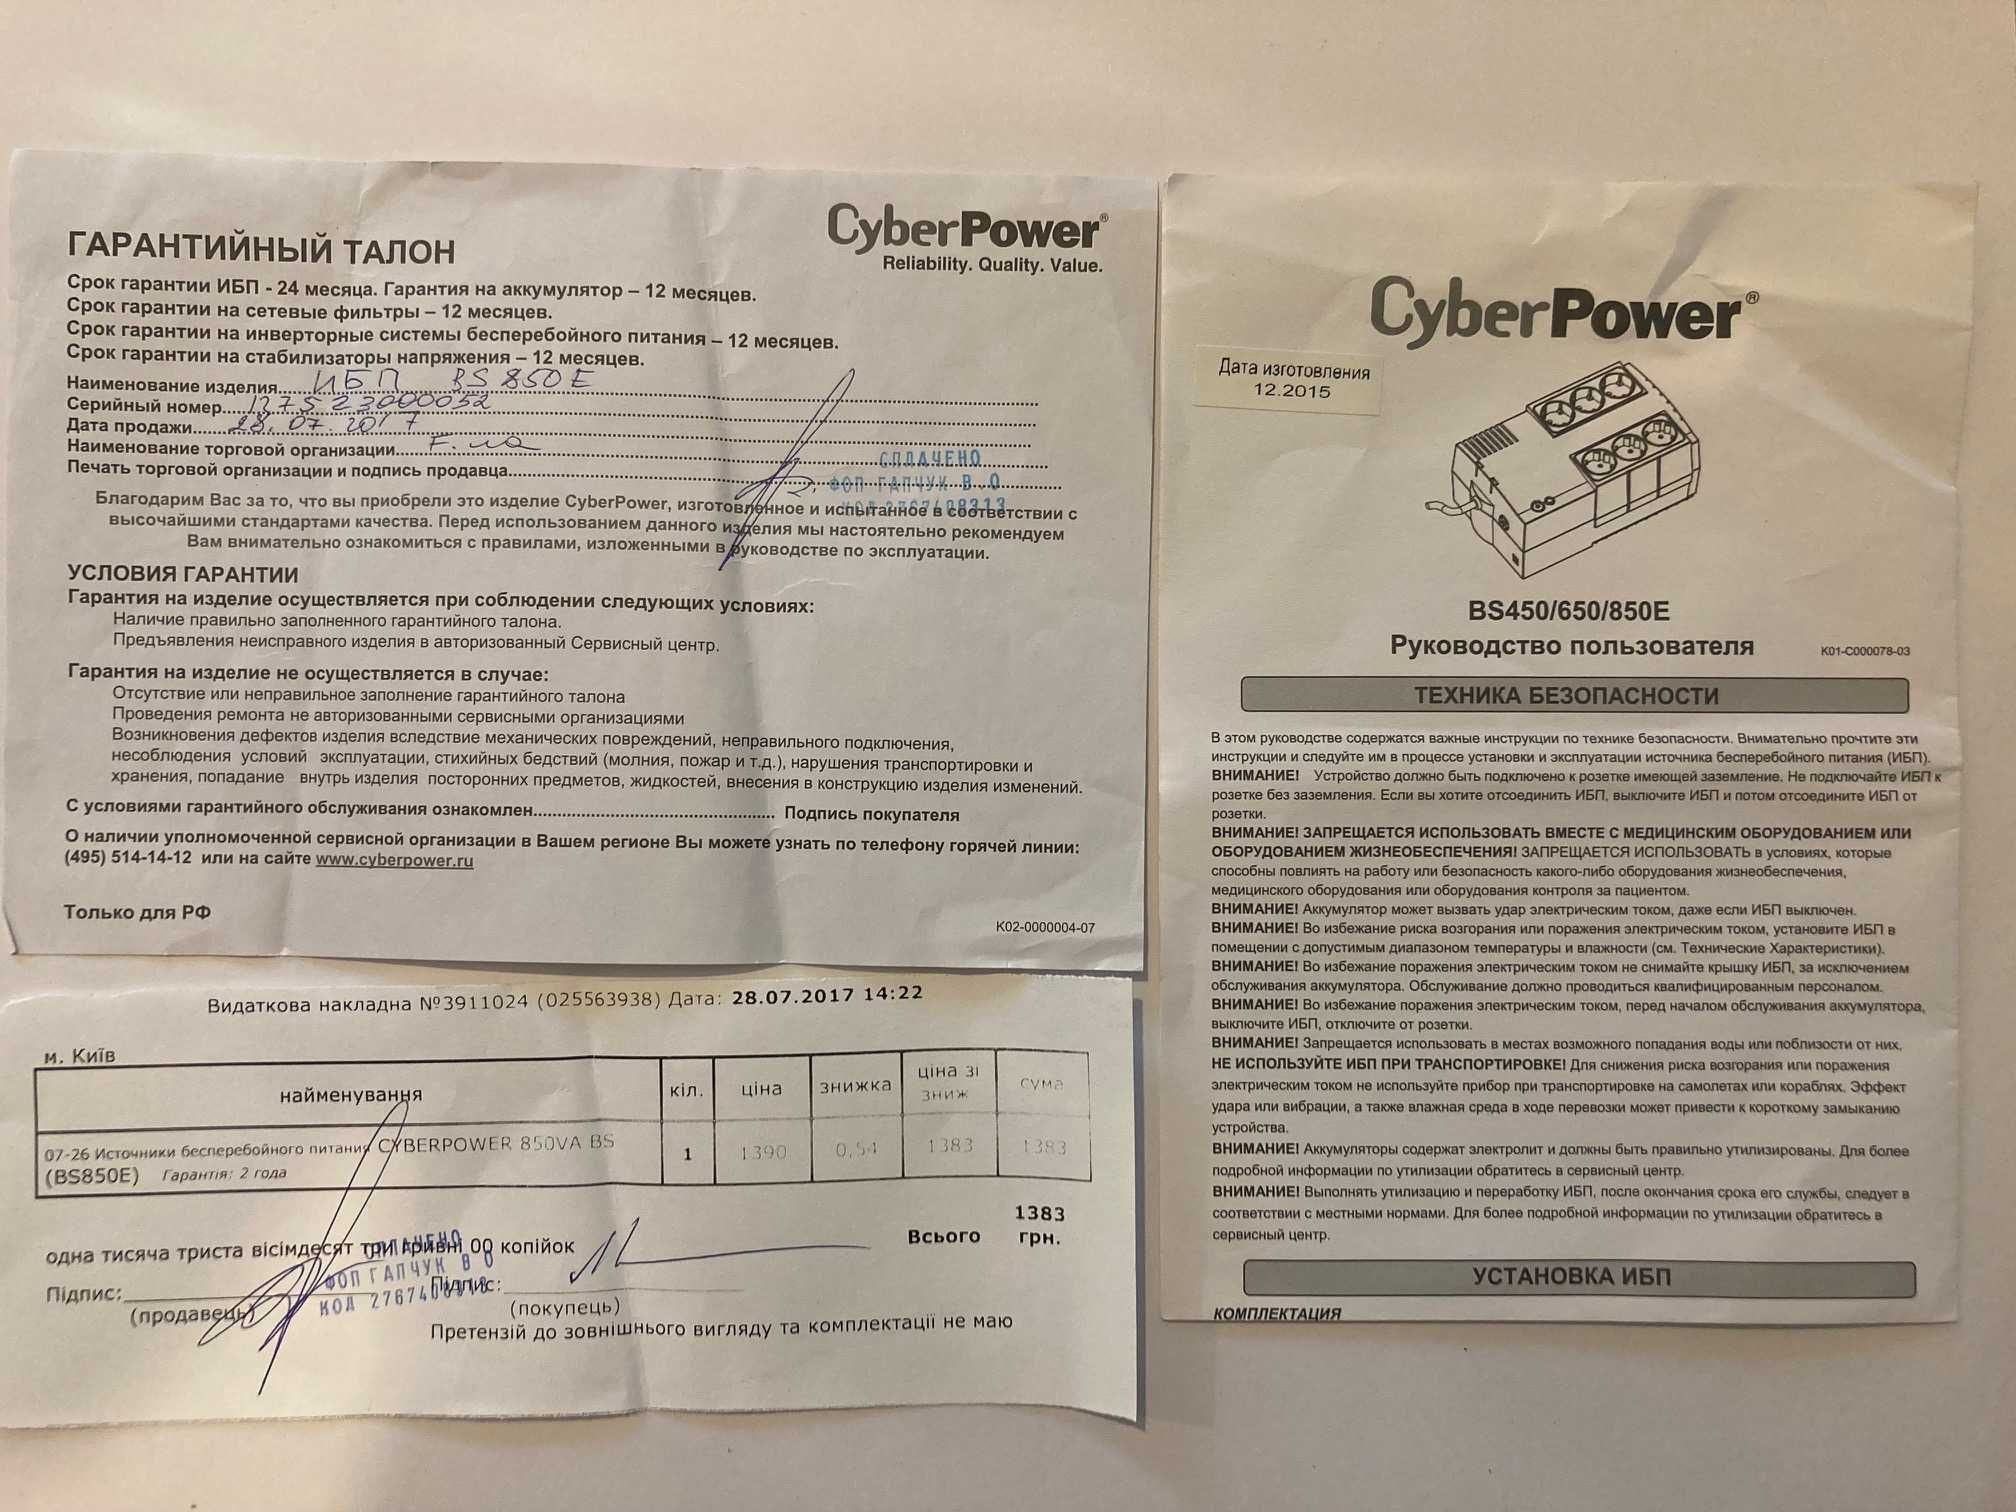 CyberPower®
Reliability. Quality. Value.
ГАРАНТИЙНЫЙ ТАЛОН
Срок гарантии ИБП - 24 месяца. Гарантия на аккумулятор – 12 месяцев.
Срок гарантии на сетевые фильтры – 12 месяцев.
Срок гарантии на инверторные системы бесперебойного питания – 12 месяцев.
Срок гарантии на стабилизаторы напряжения – 12 месяцев.
Наименование изделия ИБП BS 850 E
Серийный номер
Дата продажи 28.07.2017
Наименование торговой организации
Печать торговой организации и подпись продавца
СПЛАЧЕНО
ФОП ГАПЧУК В О
КОД 2767408313
Благодарим Вас за то, что вы приобрели это изделие CyberPower, изготовленное и испытанное в соответствии с
высочайшими стандартами качества. Перед использованием данного изделия мы настоятельно рекомендуем
Вам внимательно ознакомиться с правилами, изложенными в руководстве по эксплуатации.
УСЛОВИЯ ГАРАНТИИ
Гарантия на изделие осуществляется при соблюдении следующих условиях:
Наличие правильно заполненного гарантийного талона.
Предъявления неисправного изделия в авторизованный Сервисный центр.
Гарантия на изделие не осуществляется в случае:
Отсутствие или неправильное заполнение гарантийного талона
Проведения ремонта не авторизованными сервисными организациями
Возникновения дефектов изделия вследствие механических повреждений, неправильного подключения,
несоблюдения условий эксплуатации, стихийных бедствий (молния, пожар и т.д.), нарушения транспортировки и
хранения, попадание внутрь изделия посторонних предметов, жидкостей, внесения в конструкцию изделия изменений.
С условиями гарантийного обслуживания ознакомлен Подпись покупателя
О наличии уполномоченной сервисной организации в Вашем регионе Вы можете узнать по телефону горячей линии:
(495) 514-14-12 или на сайте www.cyberpower.ru
Только для РФ
K02-0000004-07
Видаткова накладна №3911024 (025563938) Дата: 28.07.2017 14:22
м. Київ
найменування кіл. ціна знижка ціна зі сума
зниж
07-26 Источники бесперебойного питания CYBERPOWER 850VA BS 1 1390 0,54 1383 1383
(BS850E) Гарантія: 2 года
Всього 1383
грн.
одна тисяча триста вісімдесят три гривні 00 копійок
СПЛАЧЕНО
ФОП ГАПЧУК В О
КОД 2767408313
Підпис: Підпис:
(продавець) (покупець)
Претензій до зовнішнього вигляду та комплектації не маю
CyberPower®
Дата изготовления
12.2015
BS450/650/850E
Руководство пользователя
K01-C000078-03
ТЕХНИКА БЕЗОПАСНОСТИ
В этом руководстве содержатся важные инструкции по технике безопасности. Внимательно прочтите эти
инструкции и следуйте им в процессе установки и эксплуатации источника бесперебойного питания (ИБП).
ВНИМАНИЕ! Устройство должно быть подключено к розетке имеющей заземление. Не подключайте ИБП к
розетке без заземления. Если вы хотите отсоединить ИБП, выключите ИБП и потом отсоедините ИБП от
розетки.
ВНИМАНИЕ! ЗАПРЕЩАЕТСЯ ИСПОЛЬЗОВАТЬ ВМЕСТЕ С МЕДИЦИНСКИМ ОБОРУДОВАНИЕМ ИЛИ
ОБОРУДОВАНИЕМ ЖИЗНЕОБЕСПЕЧЕНИЯ! ЗАПРЕЩАЕТСЯ ИСПОЛЬЗОВАТЬ в условиях, которые
способны повлиять на работу или безопасность какого-либо оборудования жизнеобеспечения,
медицинского оборудования или оборудования контроля за пациентом.
ВНИМАНИЕ! Аккумулятор может вызвать удар электрическим током, даже если ИБП выключен.
ВНИМАНИЕ! Во избежание риска возгорания или поражения электрическим током, установите ИБП в
помещении с допустимым диапазоном температуры и влажности (см. Технические Характеристики).
ВНИМАНИЕ! Во избежание поражения электрическим током не снимайте крышку ИБП, за исключением
обслуживания аккумулятора. Обслуживание должно проводиться квалифицированным персоналом.
ВНИМАНИЕ! Во избежание поражения электрическим током, перед началом обслуживания аккумулятора,
выключите ИБП, отключите от розетки.
ВНИМАНИЕ! Запрещается использовать в местах возможного попадания воды или поблизости от них.
НЕ ИСПОЛЬЗУЙТЕ ИБП ПРИ ТРАНСПОРТИРОВКЕ! Для снижения риска возгорания или поражения
электрическим током не используйте прибор при транспортировке на самолетах или кораблях. Эффект
удара или вибрации, а также влажная среда в ходе перевозки может привести к короткому замыканию
устройства.
ВНИМАНИЕ! Аккумуляторы содержат электролит и должны быть правильно утилизированы. Для более
подробной информации по утилизации обратитесь в сервисный центр.
ВНИМАНИЕ! Выполнять утилизацию и переработку ИБП, после окончания срока его службы, следует в
соответствии с местными нормами. Для более подробной информации по утилизации обратитесь в
сервисный центр.
УСТАНОВКА ИБП
КОМПЛЕКТАЦИЯ